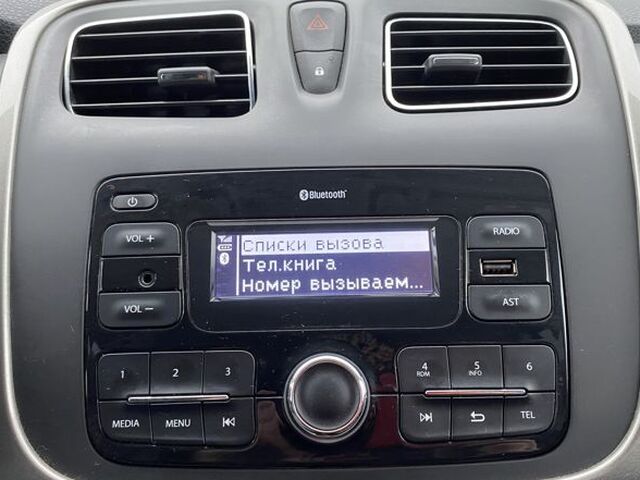 Bluetooth
VOL +
Списки вызова
Тел.книга
Номер вызываем...
RADIO
VOL −
AST
1
2
3
4
RDM
5
INFO
6
MEDIA
MENU
TEL